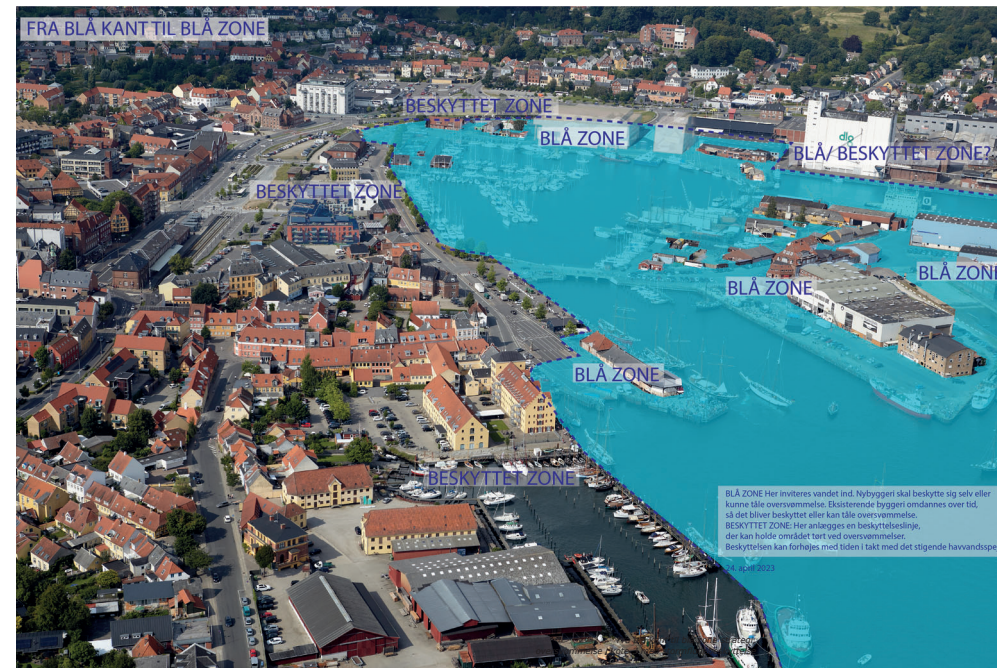 FRA BLÅ KANT TIL BLÅ ZONE
BESKYTTET ZONE
BLÅ ZONE
dlg
BLÅ/ BESKYTTET ZONE?
BESKYTTET ZONE
BLÅ ZONE
BLÅ ZONE
BLÅ ZONE
BESKYTTET ZONE
BLÅ ZONE Her inviteres vandet ind. Nybyggeri skal beskytte sig selv eller
kunne tåle oversvømmelse. Eksisterende byggeri omdannes over tid,
så det bliver beskyttet eller kan tåle oversvømmelse.
BESKYTTET ZONE: Her anlægges en beskyttelseslinje,
der kan holde området tørt ved oversvømmelser.
Beskyttelsen kan forhøjes med tiden i takt med det stigende havvandsspe
24. april 2023